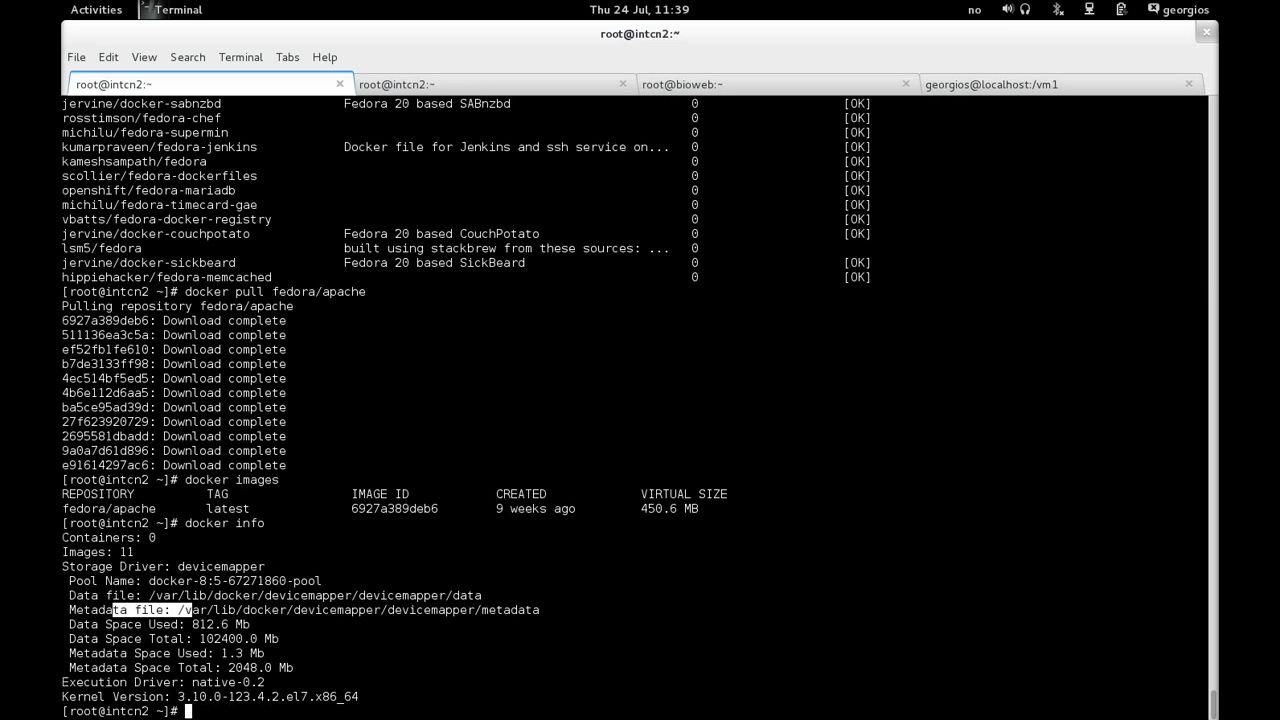 Activities Terminal Thu 24 Jul, 11:39 no georgios
root@intcn2:~
File Edit View Search Terminal Tabs Help
root@intcn2:~ × root@intcn2:~ × root@bioweb:~ × georgios@localhost:/vm1 ×
jervine/docker-sabnzbd Fedora 20 based SABnzbd 0 [OK]
rosstimson/fedora-chef 0 [OK]
michilu/fedora-supermin 0 [OK]
kumarpraveen/fedora-jenkins Docker file for Jenkins and ssh service on... 0 [OK]
kameshsampath/fedora 0 [OK]
scollier/fedora-dockerfiles 0 [OK]
openshift/fedora-mariadb 0 [OK]
michilu/fedora-timecard-gae 0 [OK]
vbatts/fedora-docker-registry 0 [OK]
jervine/docker-couchpotato Fedora 20 based CouchPotato 0 [OK]
lsm5/fedora built using stackbrew from these sources: ... 0
jervine/docker-sickbeard Fedora 20 based SickBeard 0 [OK]
hippiehacker/fedora-memcached 0 [OK]
[root@intcn2 ~]# docker pull fedora/apache
Pulling repository fedora/apache
6927a389deb6: Download complete
511136ea3c5a: Download complete
ef52fb1fe610: Download complete
b7de3133ff98: Download complete
4ec514bf5ed5: Download complete
4b6e112d6aa5: Download complete
ba5ce95ad39d: Download complete
27f623920729: Download complete
2695581dbadd: Download complete
9a0a7d61d896: Download complete
e91614297ac6: Download complete
[root@intcn2 ~]# docker images
REPOSITORY TAG IMAGE ID CREATED VIRTUAL SIZE
fedora/apache latest 6927a389deb6 9 weeks ago 450.6 MB
[root@intcn2 ~]# docker info
Containers: 0
Images: 11
Storage Driver: devicemapper
Pool Name: docker-8:5-67271860-pool
Data file: /var/lib/docker/devicemapper/devicemapper/data
Metadata file: /var/lib/docker/devicemapper/devicemapper/metadata
Data Space Used: 812.6 Mb
Data Space Total: 102400.0 Mb
Metadata Space Used: 1.3 Mb
Metadata Space Total: 2048.0 Mb
Execution Driver: native-0.2
Kernel Version: 3.10.0-123.4.2.el7.x86_64
[root@intcn2 ~]#